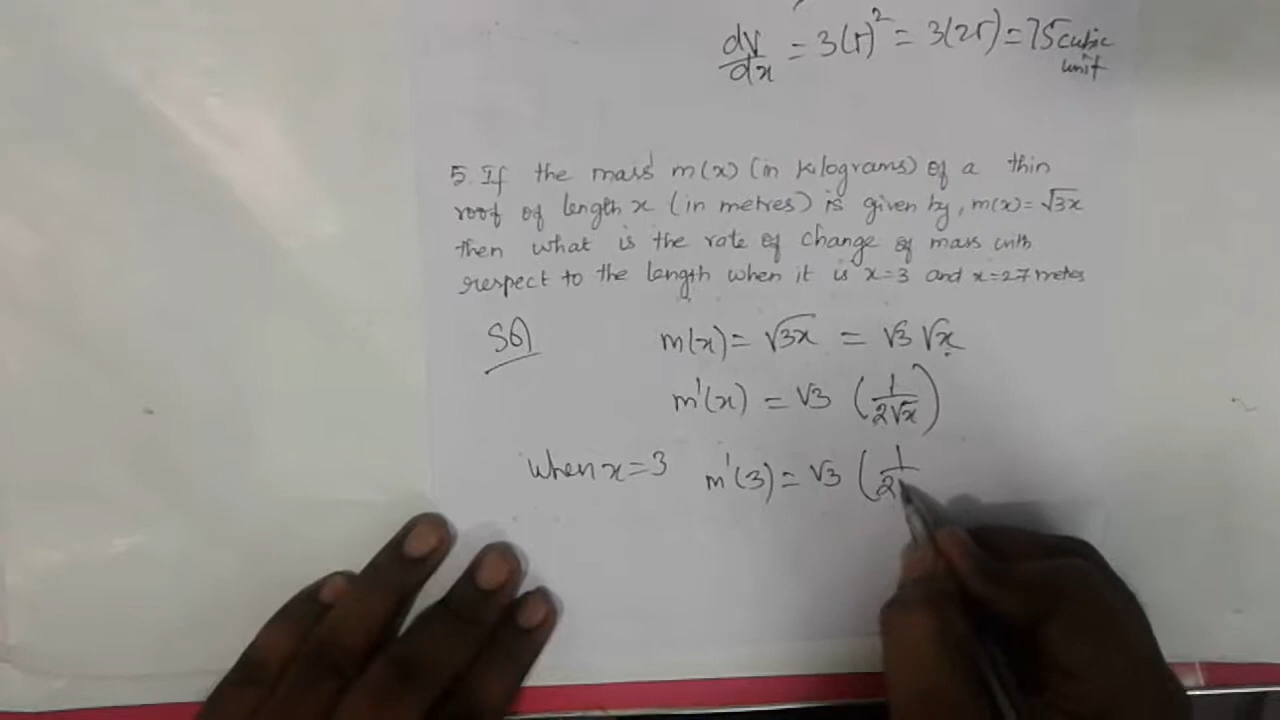 dV/dx = 3(5)² = 3(25) = 75 cubic unit
5. If the mass m(x) (in kilograms) of a thin
roof of length x (in metres) is given by, m(x) = √3x
then what is the rate of change of mass with
respect to the length when it is x=3 and x=27 metes
Sol
m(x) = √3x = √3 √x
m'(x) = √3 (1/2√x)
when x=3 m'(3) = √3 (1/2